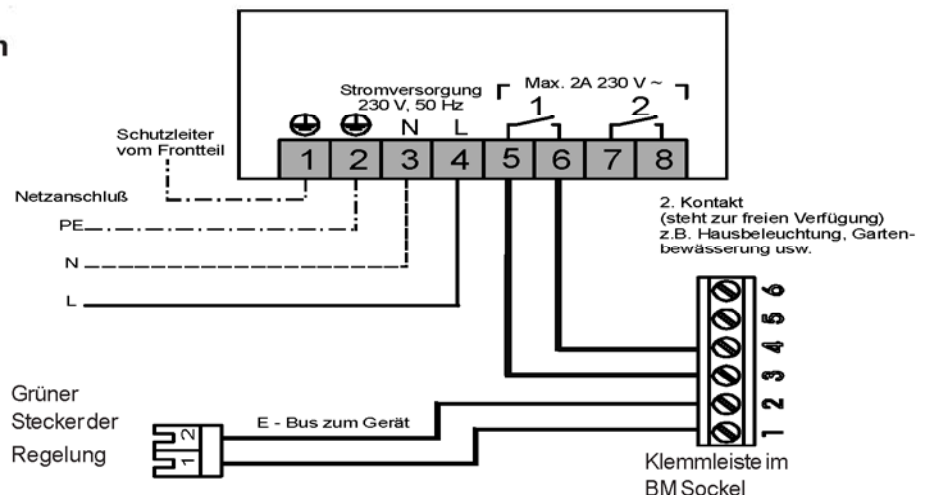 n
Max. 2A 230 V ~
Stromversorgung
230 V, 50 Hz
1
2
N L
Schutzleiter
vom Frontteil
1 2 3 4 5 6 7 8
Netzanschluß
PE
N
L
2. Kontakt
(steht zur freien Verfügung)
z.B. Hausbeleuchtung, Garten-
bewässerung usw.
6
5
4
3
2
1
Grüner
Steckerder
Regelung
2
1
E - Bus zum Gerät
Klemmleiste im
BM Sockel